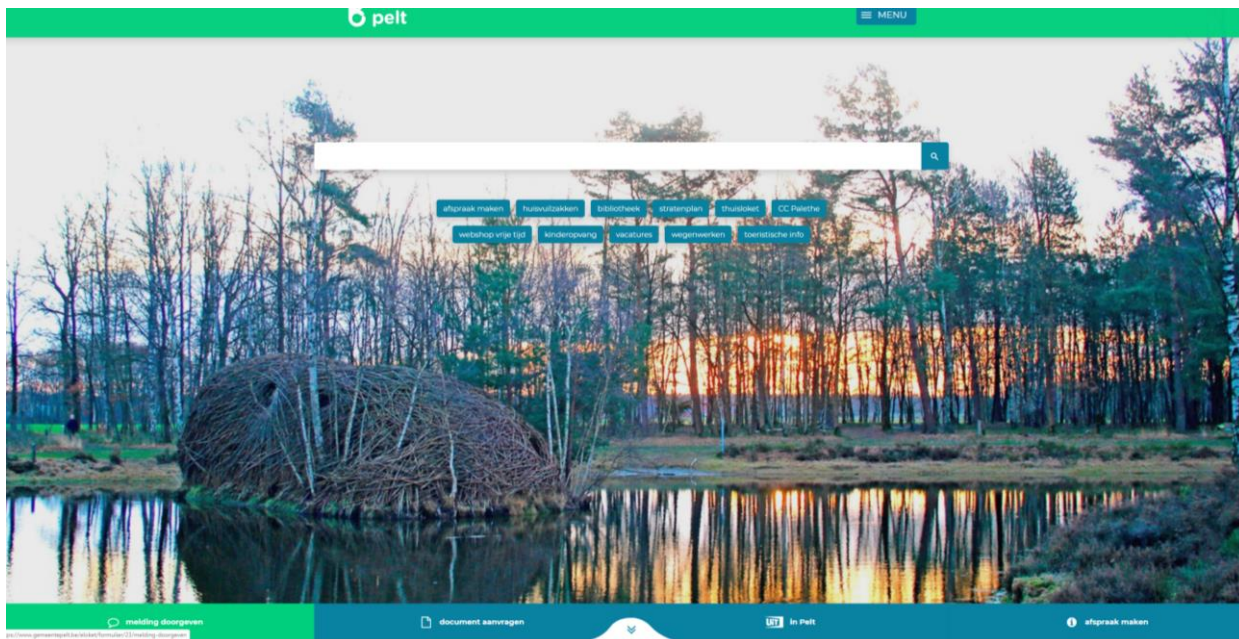 pelt
MENU
afspraak maken huisvuilzakken bibliotheek stratenplan thuisloket CC Palethe
webshop vrije tijd kinderopvang vacatures wegenwerken toeristische info
melding doorgeven document aanvragen UiT in Pelt afspraak maken